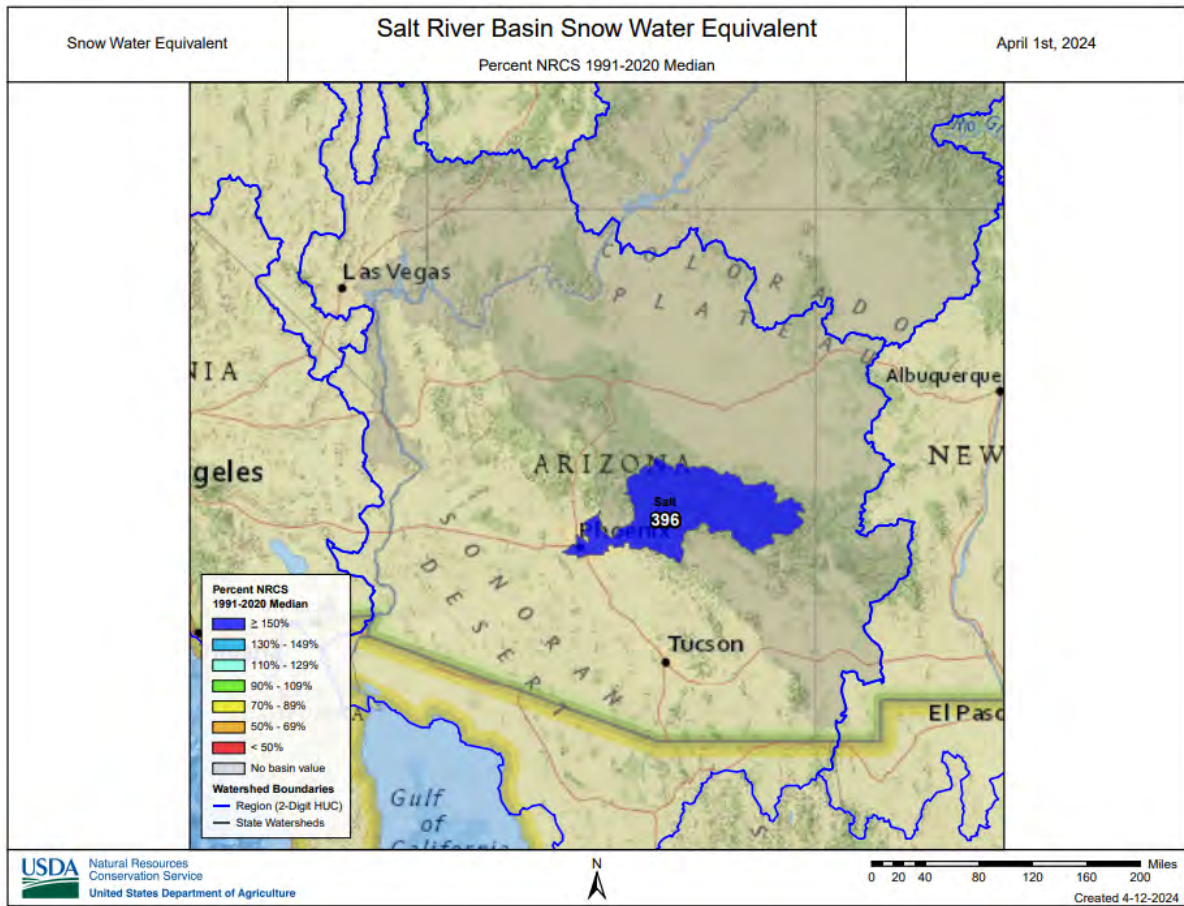 Snow Water Equivalent
Salt River Basin Snow Water Equivalent
Percent NRCS 1991-2020 Median
April 1st, 2024
Las Vegas
COLORADO
PLATEAU
NIA
Albuquerque
ARIZONA
NEW
geles
Salt
396
Phoenix
SONORAN
DESERT
Tucson
El Paso
Gulf
of
California
Percent NRCS
1991-2020 Median
≥ 150%
130% - 149%
110% - 129%
90% - 109%
70% - 89%
50% - 69%
< 50%
No basin value
Watershed Boundaries
Region (2-Digit HUC)
State Watersheds
USDA
Natural Resources
Conservation Service
United States Department of Agriculture
N
Miles
0 20 40 80 120 160 200
Created 4-12-2024